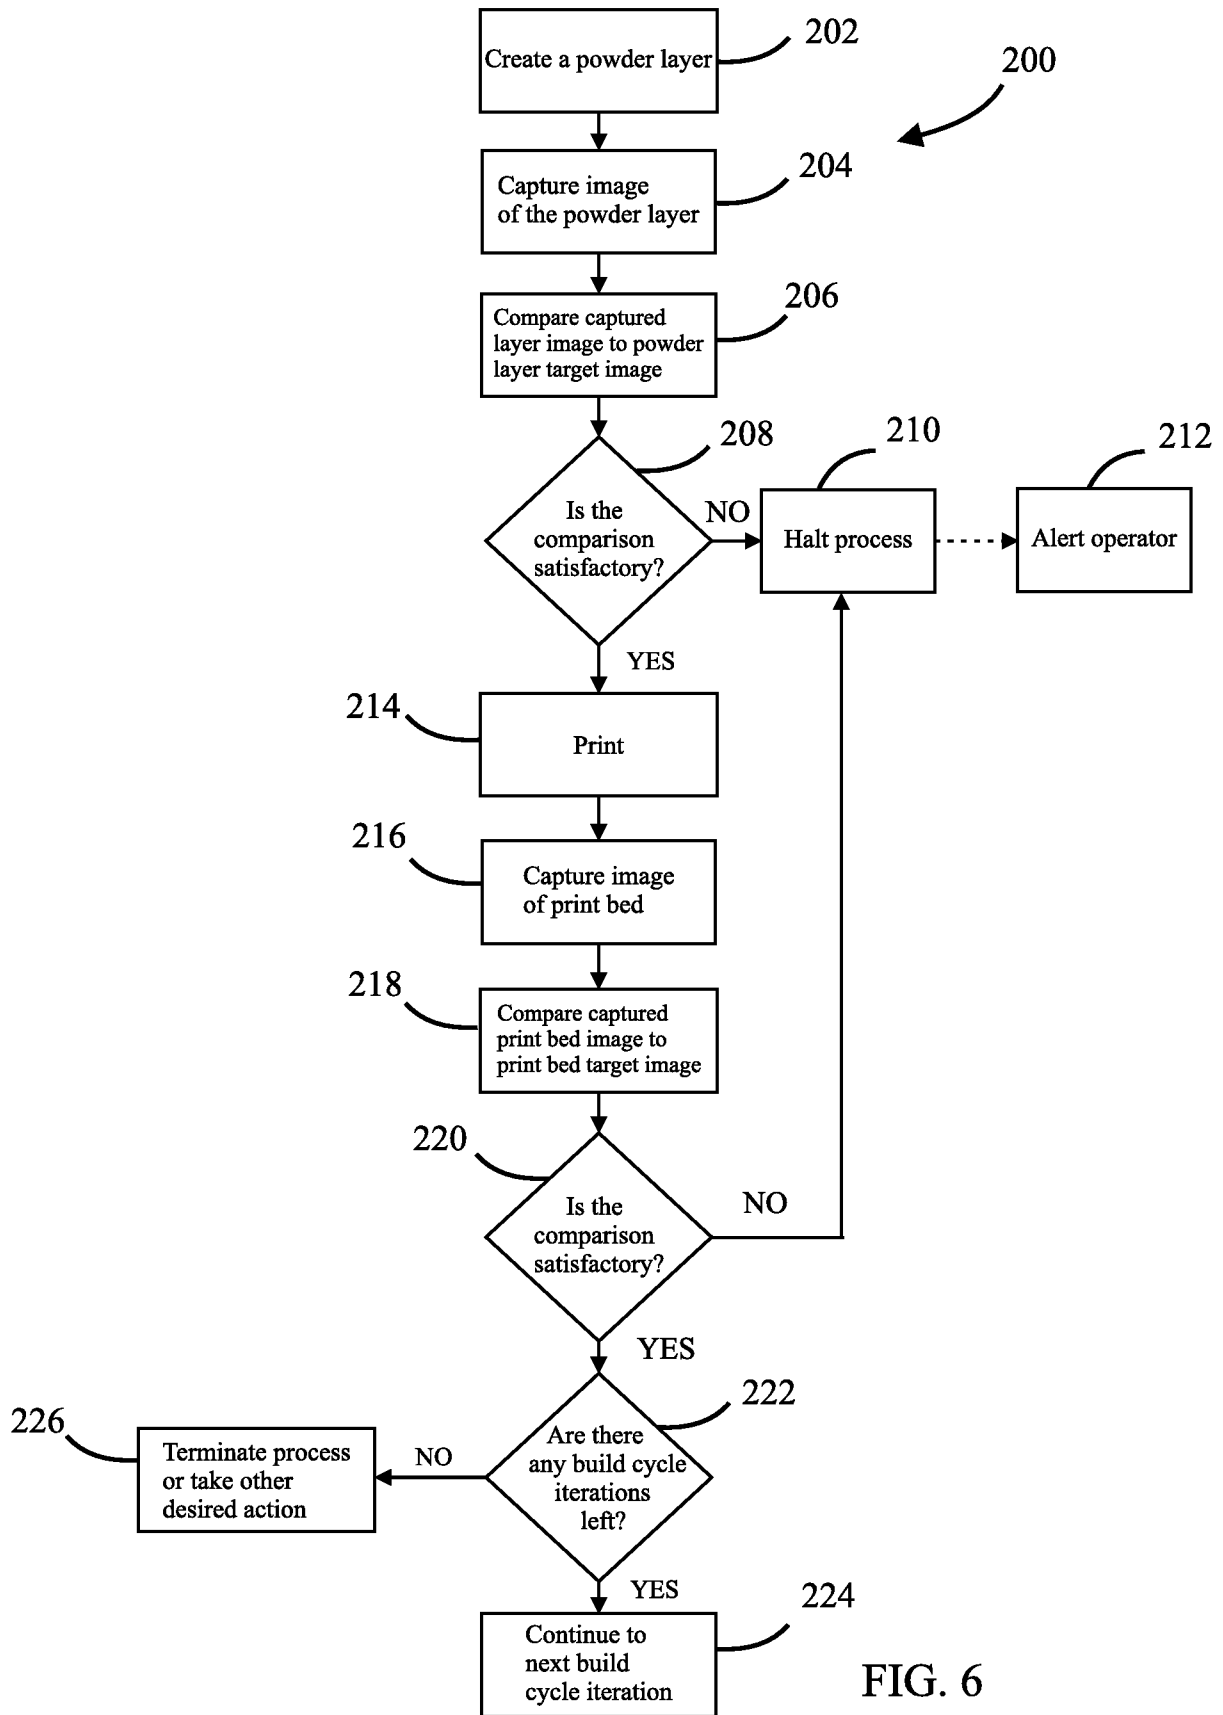 Create a powder layer
202
200
Capture image
of the powder layer
204
Compare captured
layer image to powder
layer target image
206
208
210
212
Is the
comparison
satisfactory?
NO
Halt process
Alert operator
YES
214
Print
216
Capture image
of print bed
218
Compare captured
print bed image to
print bed target image
220
Is the
comparison
satisfactory?
NO
YES
222
226
Are there
any build cycle
iterations
left?
NO
Terminate process
or take other
desired action
YES
224
Continue to
next build
cycle iteration
FIG. 6